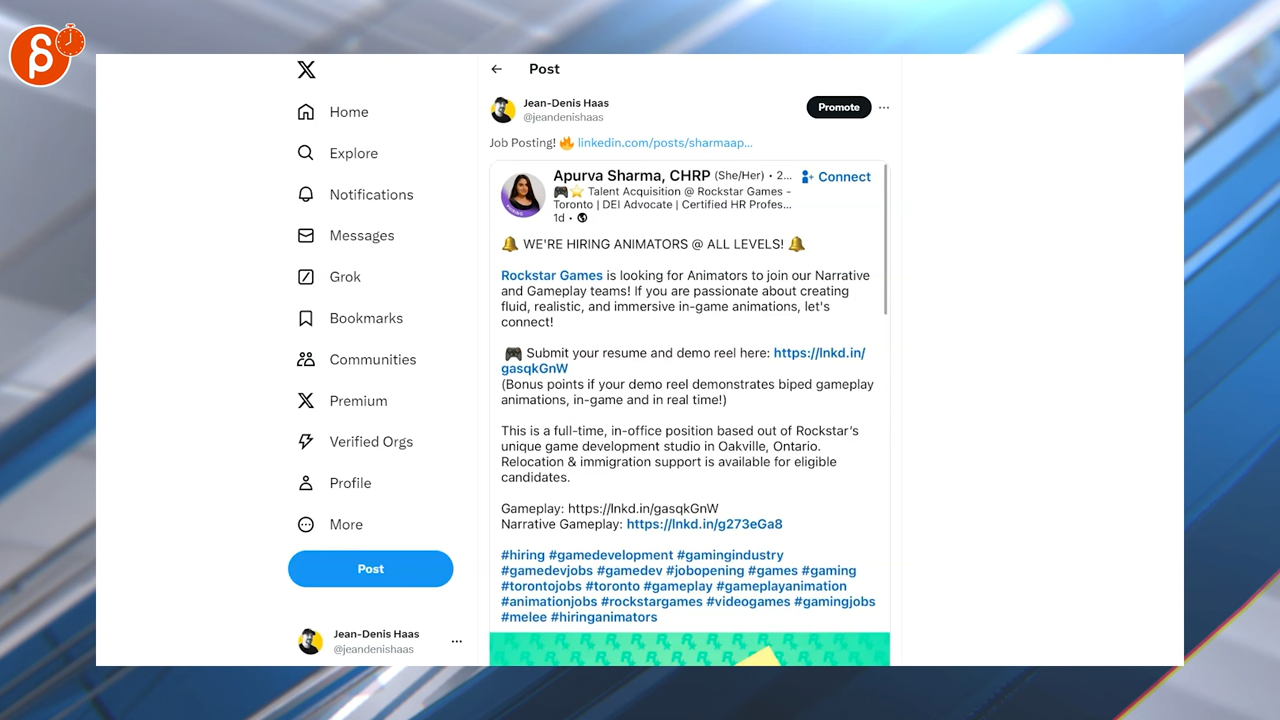 Post
Jean-Denis Haas
@jeandenishaas
Promote
Home
Explore
Notifications
Messages
Grok
Bookmarks
Communities
Premium
Verified Orgs
Profile
More
Post
Jean-Denis Haas
@jeandenishaas
Job Posting! 🔥 linkedin.com/posts/sharmaap...
Apurva Sharma, CHRP (She/Her) • 2...
Connect
🎮⭐ Talent Acquisition @ Rockstar Games -
Toronto | DEI Advocate | Certified HR Profes...
1d •
🔔 WE'RE HIRING ANIMATORS @ ALL LEVELS! 🔔
Rockstar Games is looking for Animators to join our Narrative
and Gameplay teams! If you are passionate about creating
fluid, realistic, and immersive in-game animations, let's
connect!
🎮 Submit your resume and demo reel here: https://lnkd.in/
gasqkGnW
(Bonus points if your demo reel demonstrates biped gameplay
animations, in-game and in real time!)
This is a full-time, in-office position based out of Rockstar's
unique game development studio in Oakville, Ontario.
Relocation & immigration support is available for eligible
candidates.
Gameplay: https://lnkd.in/gasqkGnW
Narrative Gameplay: https://lnkd.in/g273eGa8
#hiring #gamedevelopment #gamingindustry
#gamedevjobs #gamedev #jobopening #games #gaming
#torontojobs #toronto #gameplay #gameplayanimation
#animationjobs #rockstargames #videogames #gamingjobs
#melee #hiringanimators